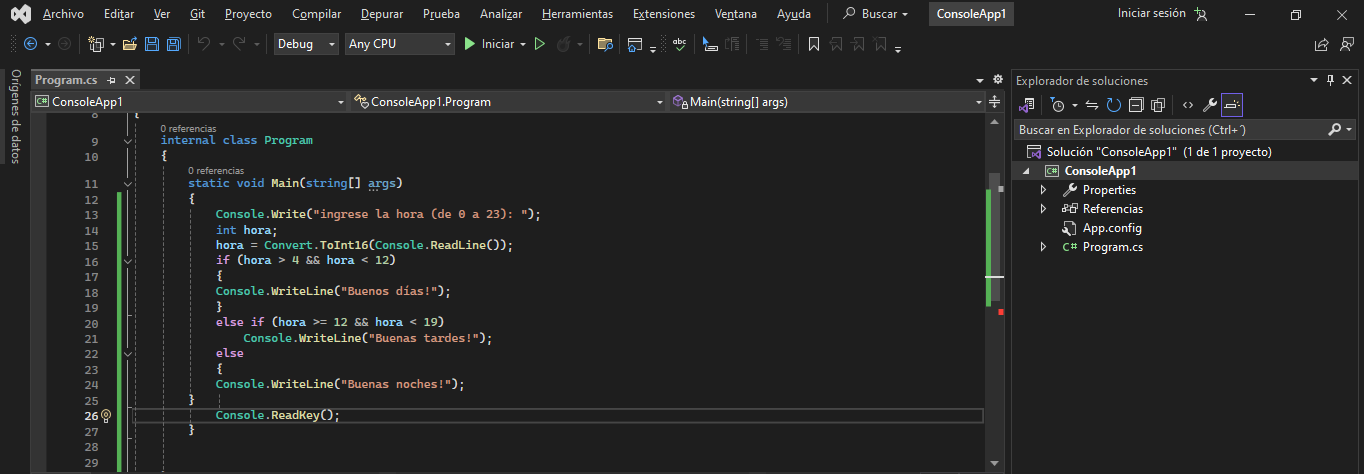 Archivo Editar Ver Git Proyecto Compilar Depurar Prueba Analizar Herramientas Extensiones Ventana Ayuda Buscar ConsoleApp1 Iniciar sesión
Debug Any CPU Iniciar
Orígenes de datos
Program.cs
ConsoleApp1 ConsoleApp1.Program Main(string[] args)
8 {
0 referencias
9 internal class Program
10 {
0 referencias
11 static void Main(string[] args)
12 {
13 Console.Write("ingrese la hora (de 0 a 23): ");
14 int hora;
15 hora = Convert.ToInt16(Console.ReadLine());
16 if (hora > 4 && hora < 12)
17 {
18 Console.WriteLine("Buenos días!");
19 }
20 else if (hora >= 12 && hora < 19)
21 Console.WriteLine("Buenas tardes!");
22 else
23 {
24 Console.WriteLine("Buenas noches!");
25 }
26 Console.ReadKey();
27 }
28
29
Explorador de soluciones
Buscar en Explorador de soluciones (Ctrl+´)
Solución "ConsoleApp1" (1 de 1 proyecto)
ConsoleApp1
Properties
Referencias
App.config
C# Program.cs